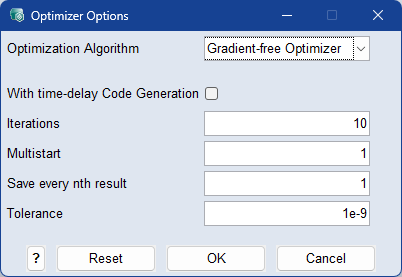 Optimizer Options
Optimization Algorithm Gradient-free Optimizer
With time-delay Code Generation
Iterations 10
Multistart 1
Save every nth result 1
Tolerance 1e-9
? Reset OK Cancel